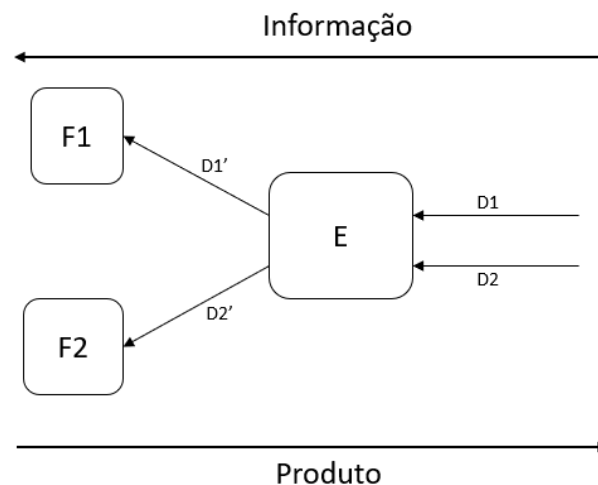 Informação
F1
D1’
E
D1
D2
D2’
F2
Produto